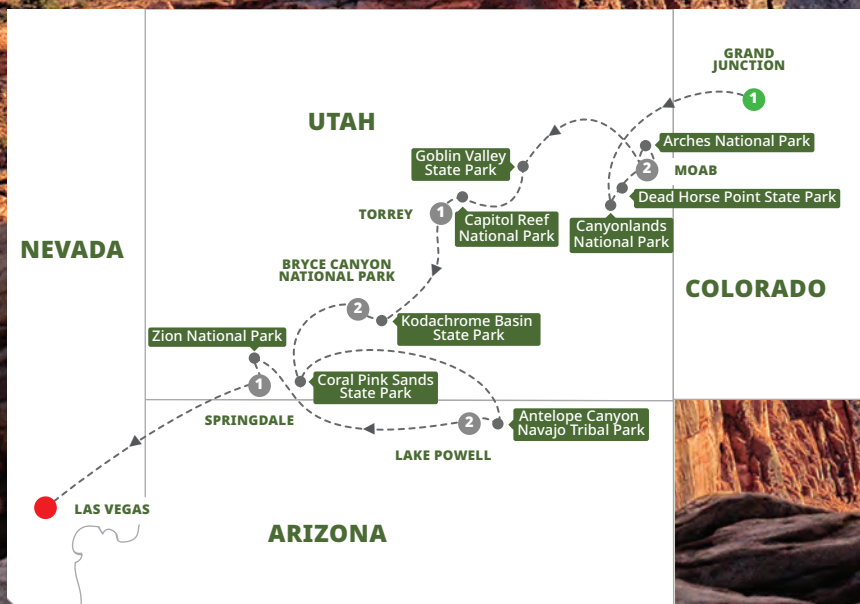 GRAND
JUNCTION
1
UTAH
Arches National Park
Goblin Valley
State Park
2
MOAB
Dead Horse Point State Park
TORREY
1
Capitol Reef
National Park
Canyonlands
National Park
NEVADA
BRYCE CANYON
NATIONAL PARK
COLORADO
2
Kodachrome Basin
State Park
Zion National Park
1
Coral Pink Sands
State Park
SPRINGDALE
2
Antelope Canyon
Navajo Tribal Park
LAKE POWELL
LAS VEGAS
ARIZONA